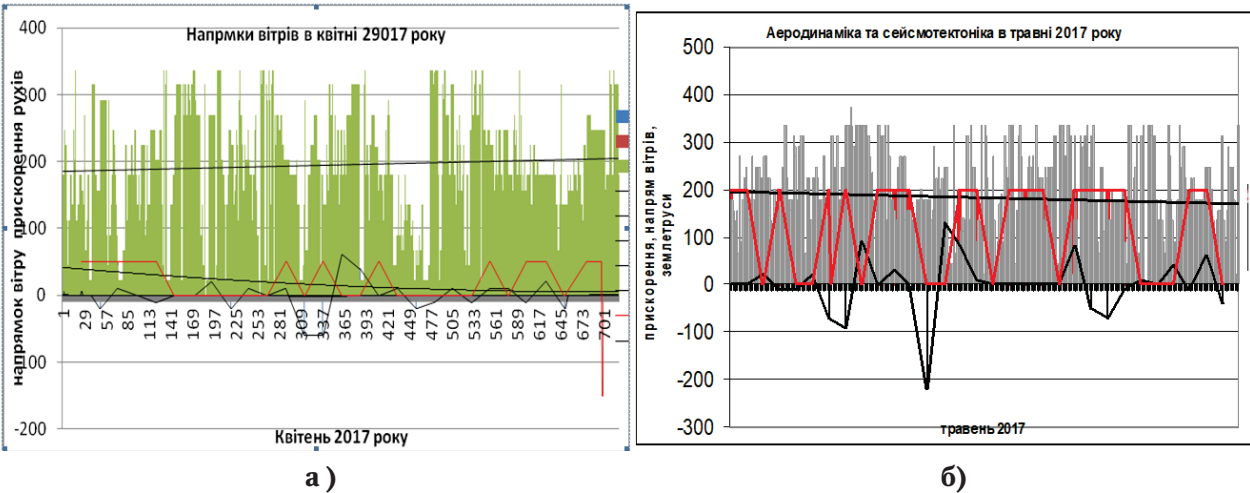 Напрмки вітрів в квітні 29017 року
напрямок вітру прискорення рухів
400
300
200
100
0
-100
-200
1 29 57 85 113 141 169 197 225 253 281 309 337 365 393 421 449 477 505 533 561 589 617 645 673 701
Квітень 2017 року
а )
Аеродинаміка та сейсмотектоніка в травні 2017 року
прискорення, напрям вітрів,
землетруси
500
400
300
200
100
0
-100
-200
-300
травень 2017
б)